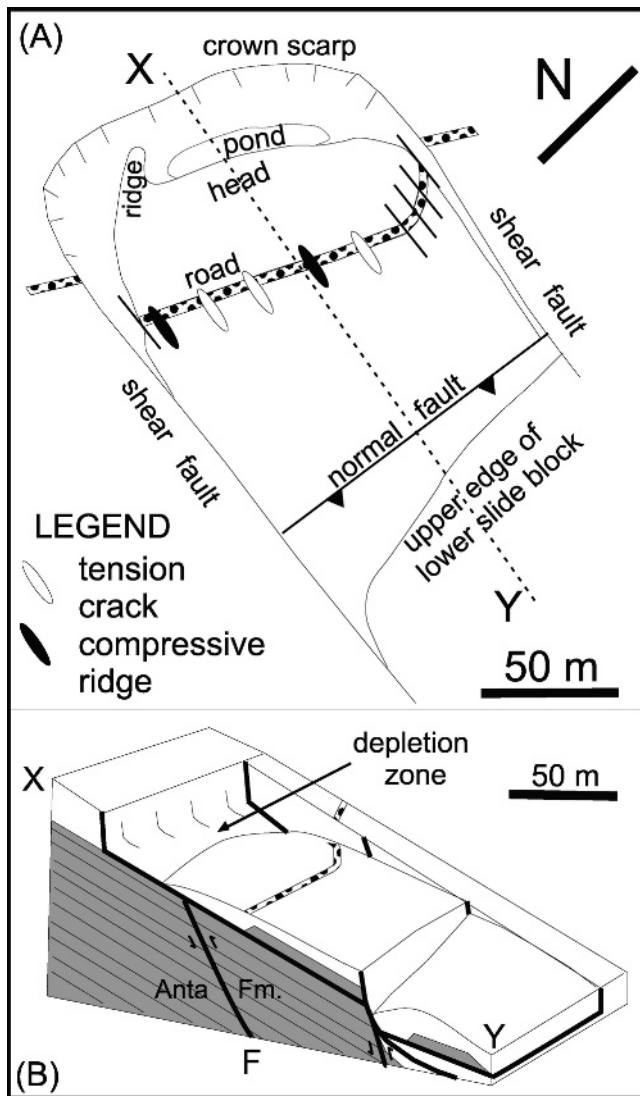 (A)
crown scarp
X
N
pond
head
ridge
road
shear fault
shear fault
normal fault
upper edge of
lower slide block
Y
LEGEND
tension
crack
compressive
ridge
50 m
X
depletion
zone
50 m
Anta Fm.
F
Y
(B)